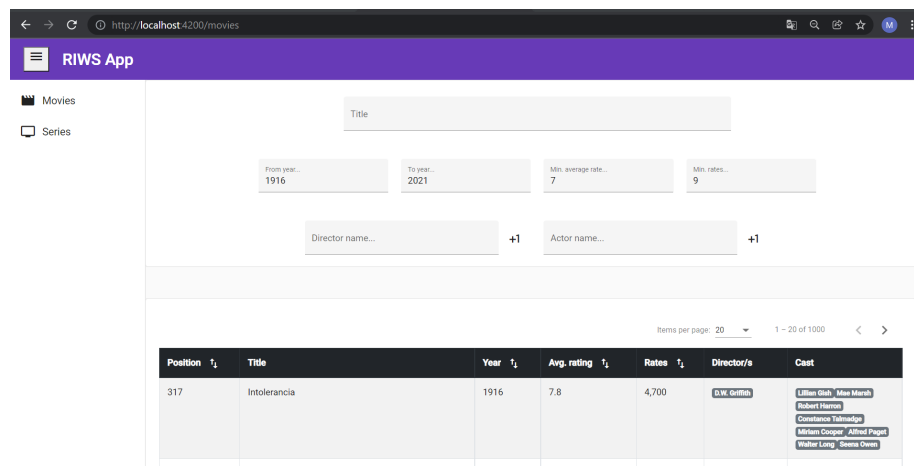 http://localhost:4200/movies
M
RIWS App
Movies
Series
Title
From year... To year... Min. average rate... Min. rates...
1916 2021 7 9
Director name... +1 Actor name... +1
Items per page: 20 1 – 20 of 1000
Position Title Year Avg. rating Rates Director/s Cast
317 Intolerancia 1916 7.8 4,700 D.W. Griffith Lillian Gish Mae Marsh
Robert Harron
Constance Talmadge
Miriam Cooper Alfred Paget
Walter Long Seena Owen